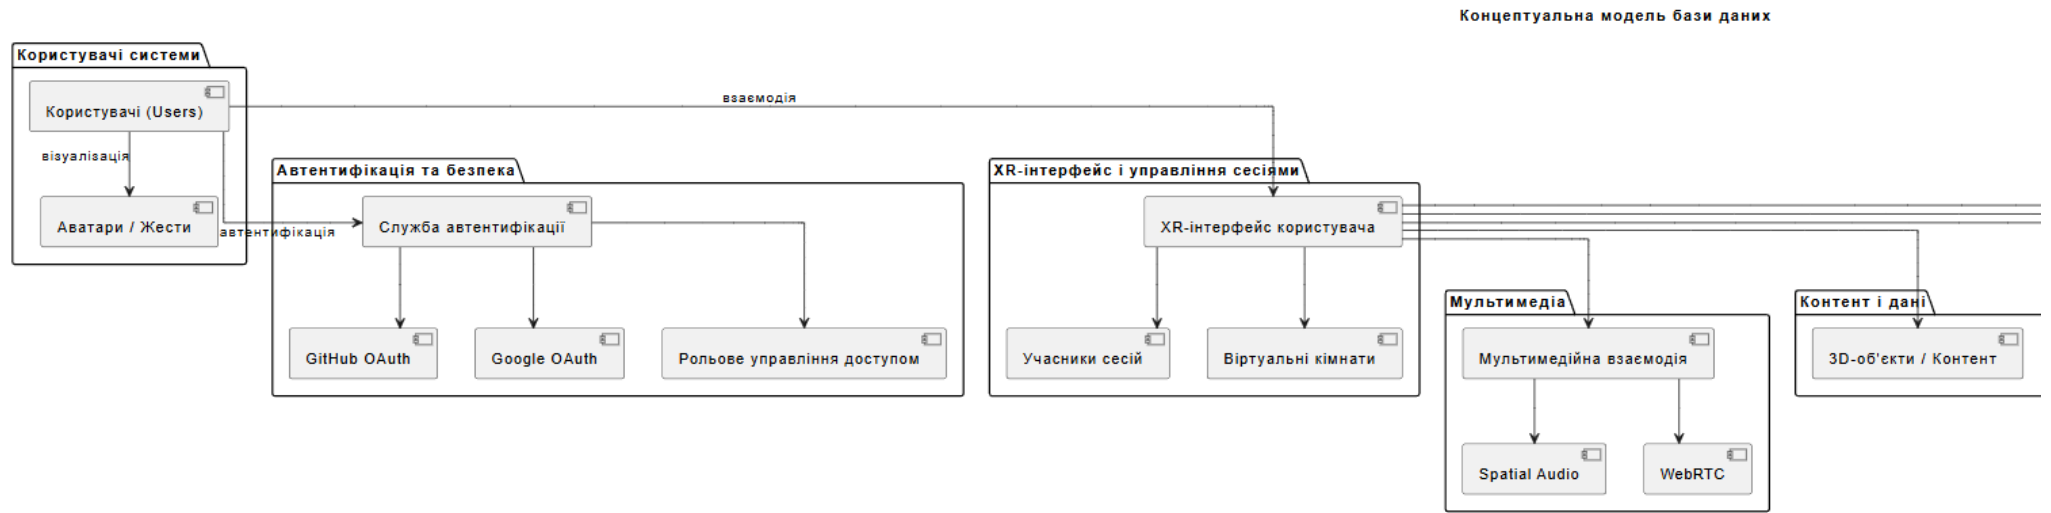 Концептуальна модель бази даних
Користувачі системи
Користувачі (Users)
взаємодія
візуалізація
Автентифікація та безпека
XR-інтерфейс і управління сесіями
Аватари / Жести
автентифікація
Служба автентифікації
XR-інтерфейс користувача
Мультимедіа
Контент і дані
GitHub OAuth
Google OAuth
Рольове управління доступом
Учасники сесій
Віртуальні кімнати
Мультимедійна взаємодія
3D-об'єкти / Контент
Spatial Audio
WebRTC